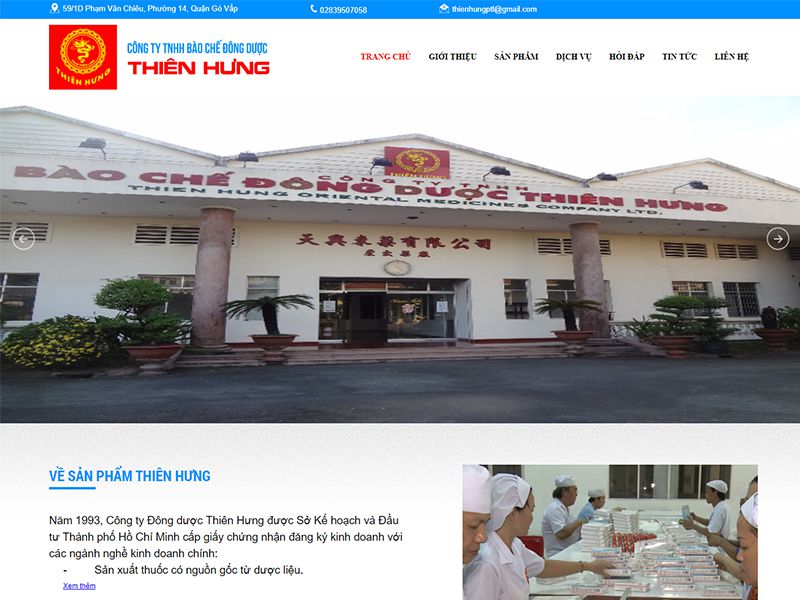 59/1D Phạm Văn Chiêu, Phường 14, Quận Gò Vấp
02839507058
thienhungptl@gmail.com
THIÊN HƯNG
CÔNG TY TNHH BÀO CHẾ ĐÔNG DƯỢC
THIÊN HƯNG
TRANG CHỦ
GIỚI THIỆU
SẢN PHẨM
DỊCH VỤ
HỎI ĐÁP
TIN TỨC
LIÊN HỆ
THIÊN HƯNG
CÔNG TY TNHH
BÀO CHẾ ĐÔNG DƯỢC THIÊN HƯNG
THIEN HUNG ORIENTAL MEDICINES COMPANY LTD.
天興東藥有限公司
VỀ SẢN PHẨM THIÊN HƯNG
Năm 1993, Công ty Đông dược Thiên Hưng được Sở Kế hoạch và Đầu
tư Thành phố Hồ Chí Minh cấp giấy chứng nhận đăng ký kinh doanh với
các ngành nghề kinh doanh chính:
- Sản xuất thuốc có nguồn gốc từ dược liệu.
Xem thêm